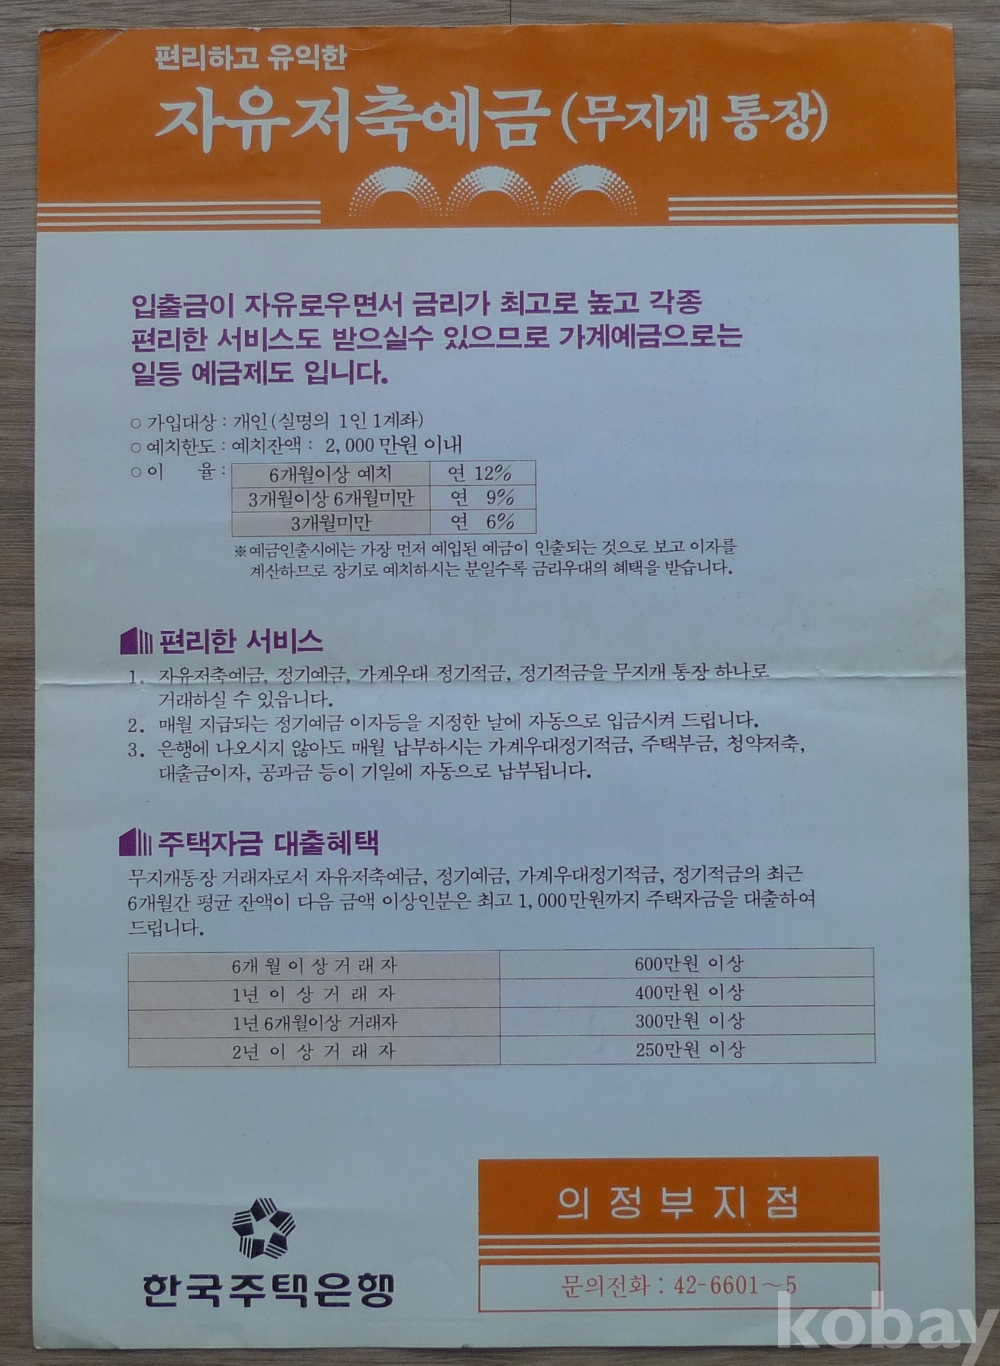 편리하고 유익한
자유저축예금(무지개 통장)
입출금이 자유로우면서 금리가 최고로 높고 각종
편리한 서비스도 받으실수 있으므로 가계예금으로는
일등 예금제도 입니다.
○ 가입대상 : 개인(실명의 1인 1계좌)
○ 예치한도 : 예치잔액 : 2,000만원 이내
○ 이 율 : 6개월이상 예치 연 12%
3개월이상 6개월미만 연 9%
3개월미만 연 6%
※예금인출시에는 가장 먼저 예입된 예금이 인출되는 것으로 보고 이자를
계산하므로 장기로 예치하시는 분일수록 금리우대의 혜택을 받습니다.
편리한 서비스
1. 자유저축예금, 정기예금, 가계우대 정기적금, 정기적금을 무지개 통장 하나로
거래하실 수 있읍니다.
2. 매월 지급되는 정기예금 이자등을 지정한 날에 자동으로 입금시켜 드립니다.
3. 은행에 나오시지 않아도 매월 납부하시는 가계우대정기적금, 주택부금, 청약저축,
대출금이자, 공과금 등이 기일에 자동으로 납부됩니다.
주택자금 대출혜택
무지개통장 거래자로서 자유저축예금, 정기예금, 가계우대정기적금, 정기적금의 최근
6개월간 평균 잔액이 다음 금액 이상인분은 최고 1,000만원까지 주택자금을 대출하여
드립니다.
6개월이상거래자 600만원 이상
1년이상거래자 400만원 이상
1년 6개월이상 거래자 300만원 이상
2년이상거래자 250만원 이상
의정부지점
한국주택은행
문의전화 : 42-6601~5
kobay